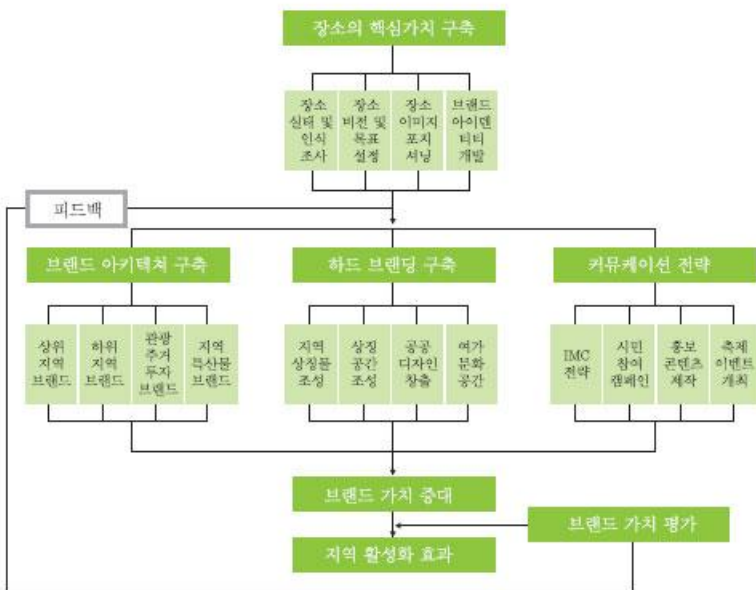 장소의 핵심가치 구축
장소
실태 및
인식
조사
장소
비전 및
목표
설정
장소
이미지
포지
셔닝
브랜드
아이덴
티티
개발
피드백
브랜드 아키텍쳐 구축
하드 브랜딩 구축
커뮤케이션 전략
상위
지역
브랜드
하위
지역
브랜드
관광
주거
투자
브랜드
지역
특산물
브랜드
지역
상징물
조성
상징
공간
조성
공공
디자인
창출
여가
문화
공간
IMC
전략
시민
참여
캠페인
홍보
콘텐츠
제작
축제
이벤트
개최
브랜드 가치 증대
브랜드 가치 평가
지역 활성화 효과